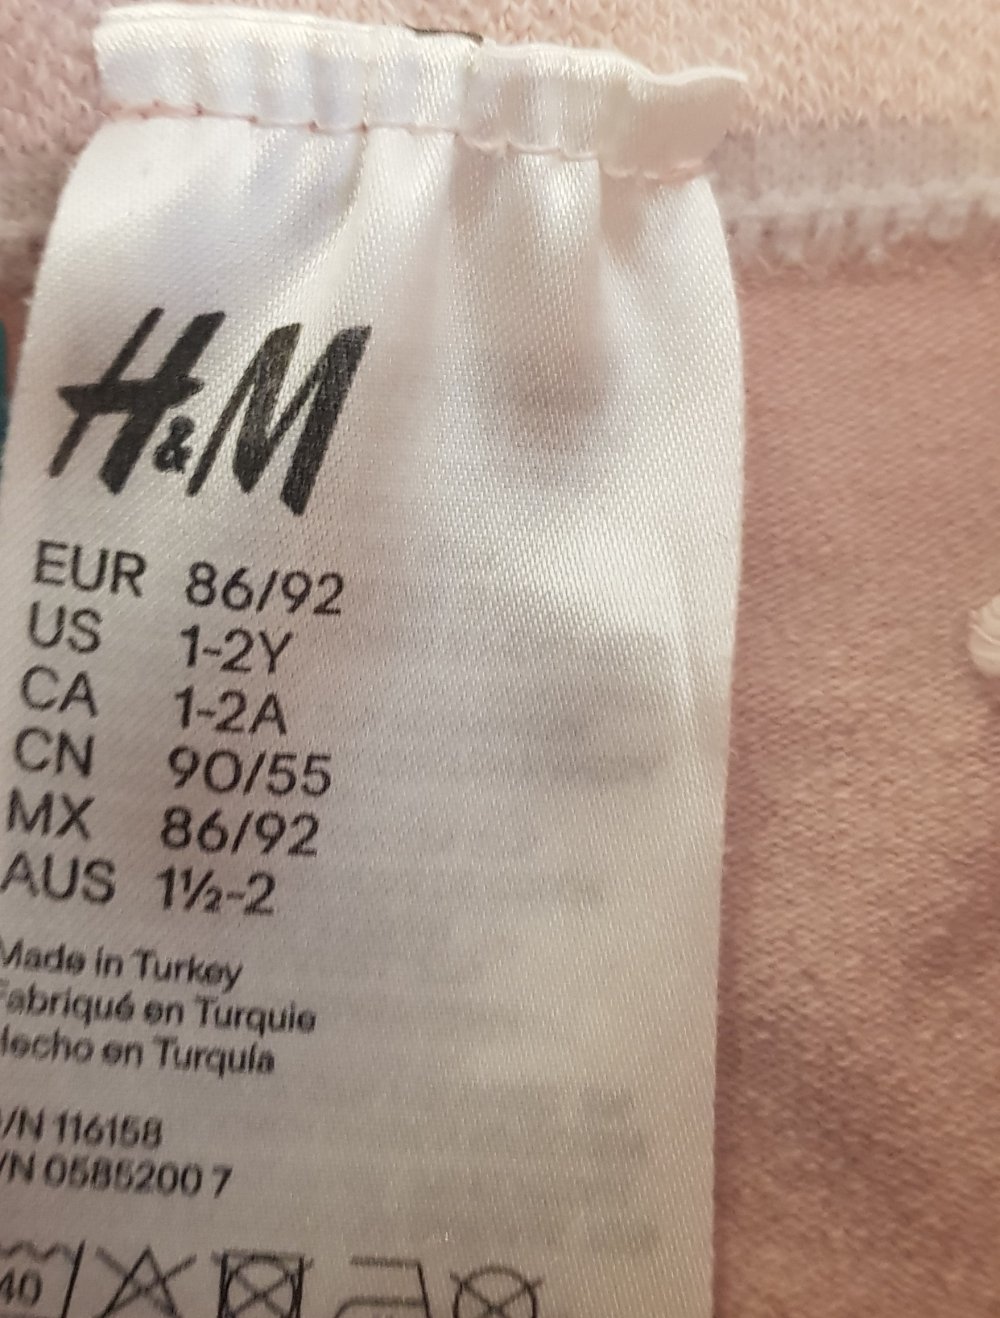 H&M
EUR 86/92
US 1-2Y
CA 1-2A
CN 90/55
MX 86/92
AUS 1½-2
Made in Turkey
Fabriqué en Turquie
Hecho en Turquía
/N 116158
/N 0585200 7
40